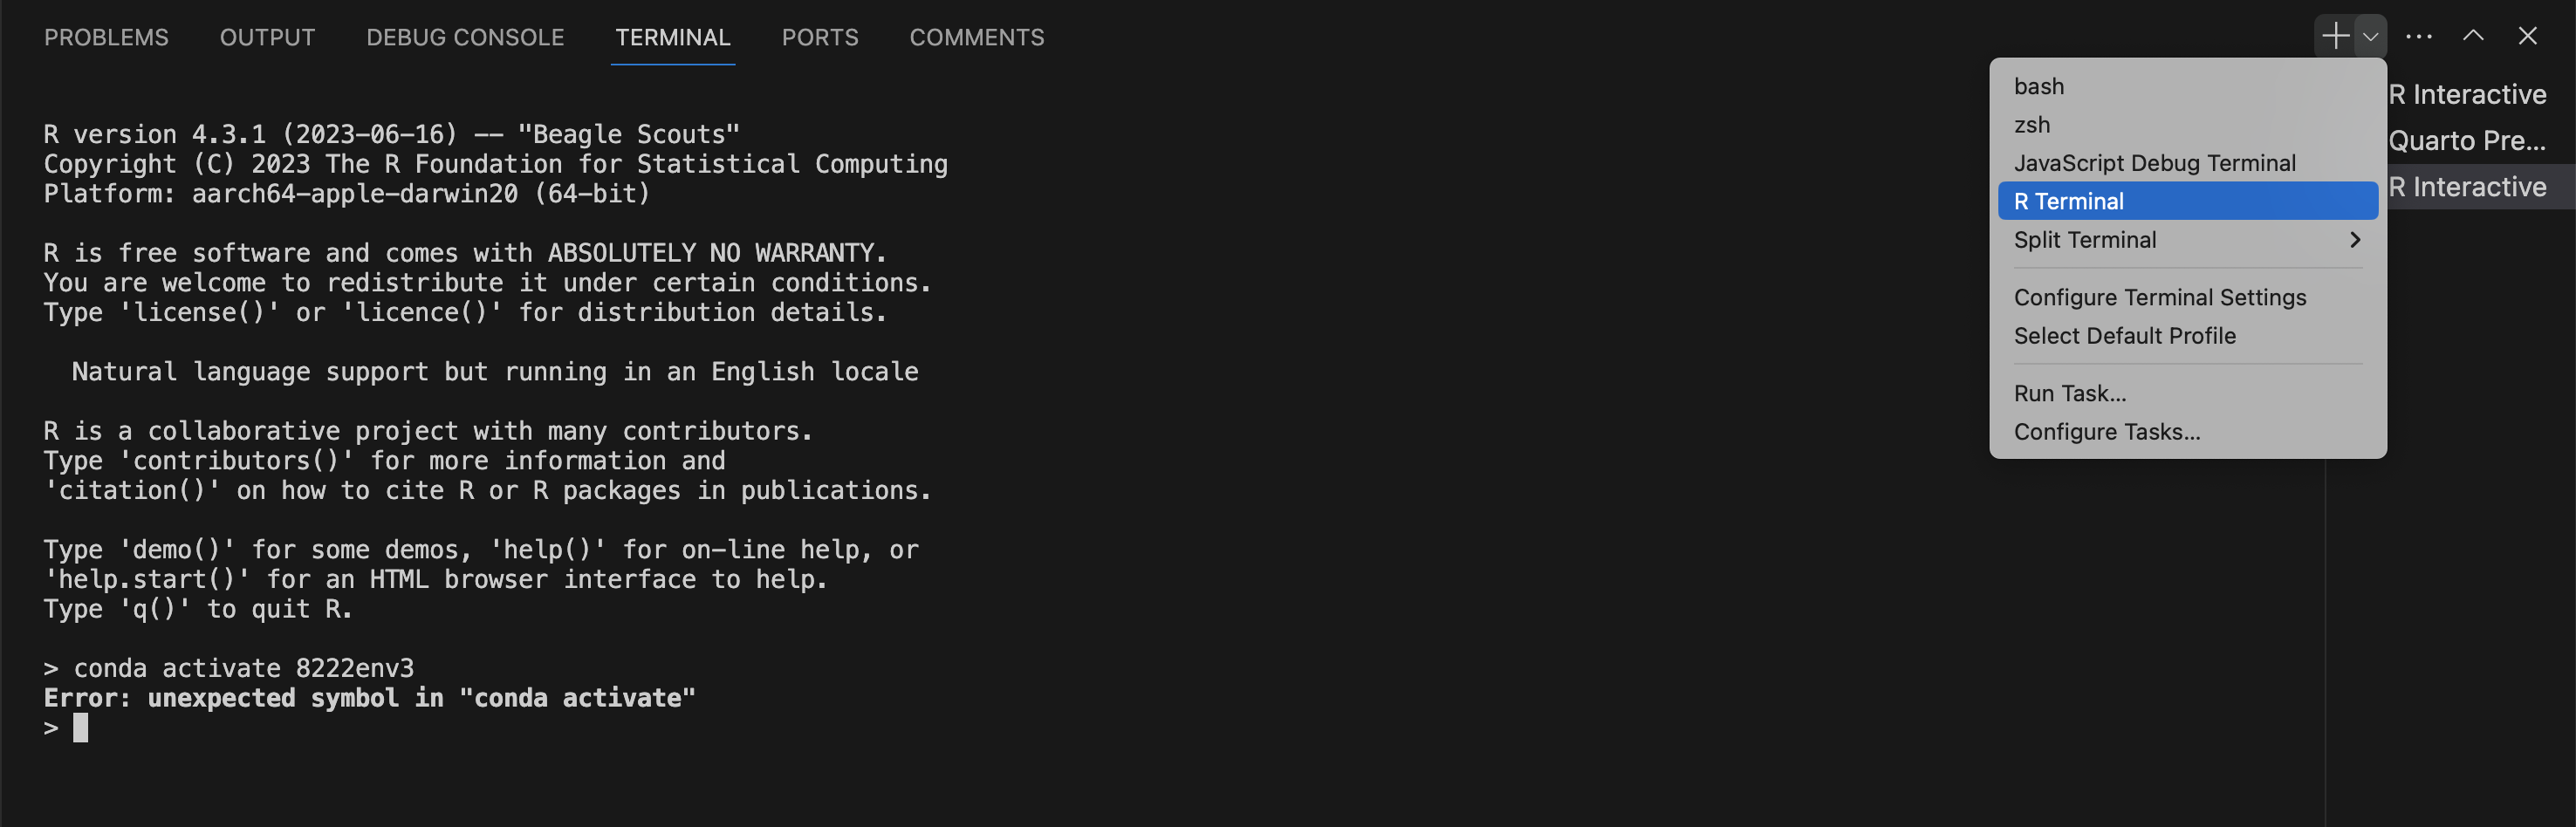 PROBLEMS OUTPUT DEBUG CONSOLE TERMINAL PORTS COMMENTS
R version 4.3.1 (2023-06-16) -- "Beagle Scouts"
Copyright (C) 2023 The R Foundation for Statistical Computing
Platform: aarch64-apple-darwin20 (64-bit)
R is free software and comes with ABSOLUTELY NO WARRANTY.
You are welcome to redistribute it under certain conditions.
Type 'license()' or 'licence()' for distribution details.
Natural language support but running in an English locale
R is a collaborative project with many contributors.
Type 'contributors()' for more information and
'citation()' on how to cite R or R packages in publications.
Type 'demo()' for some demos, 'help()' for on-line help, or
'help.start()' for an HTML browser interface to help.
Type 'q()' to quit R.
> conda activate 8222env3
Error: unexpected symbol in "conda activate"
>
bash
zsh
JavaScript Debug Terminal
R Terminal
Split Terminal
Configure Terminal Settings
Select Default Profile
Run Task...
Configure Tasks...
R Interactive
Quarto Pre...
R Interactive